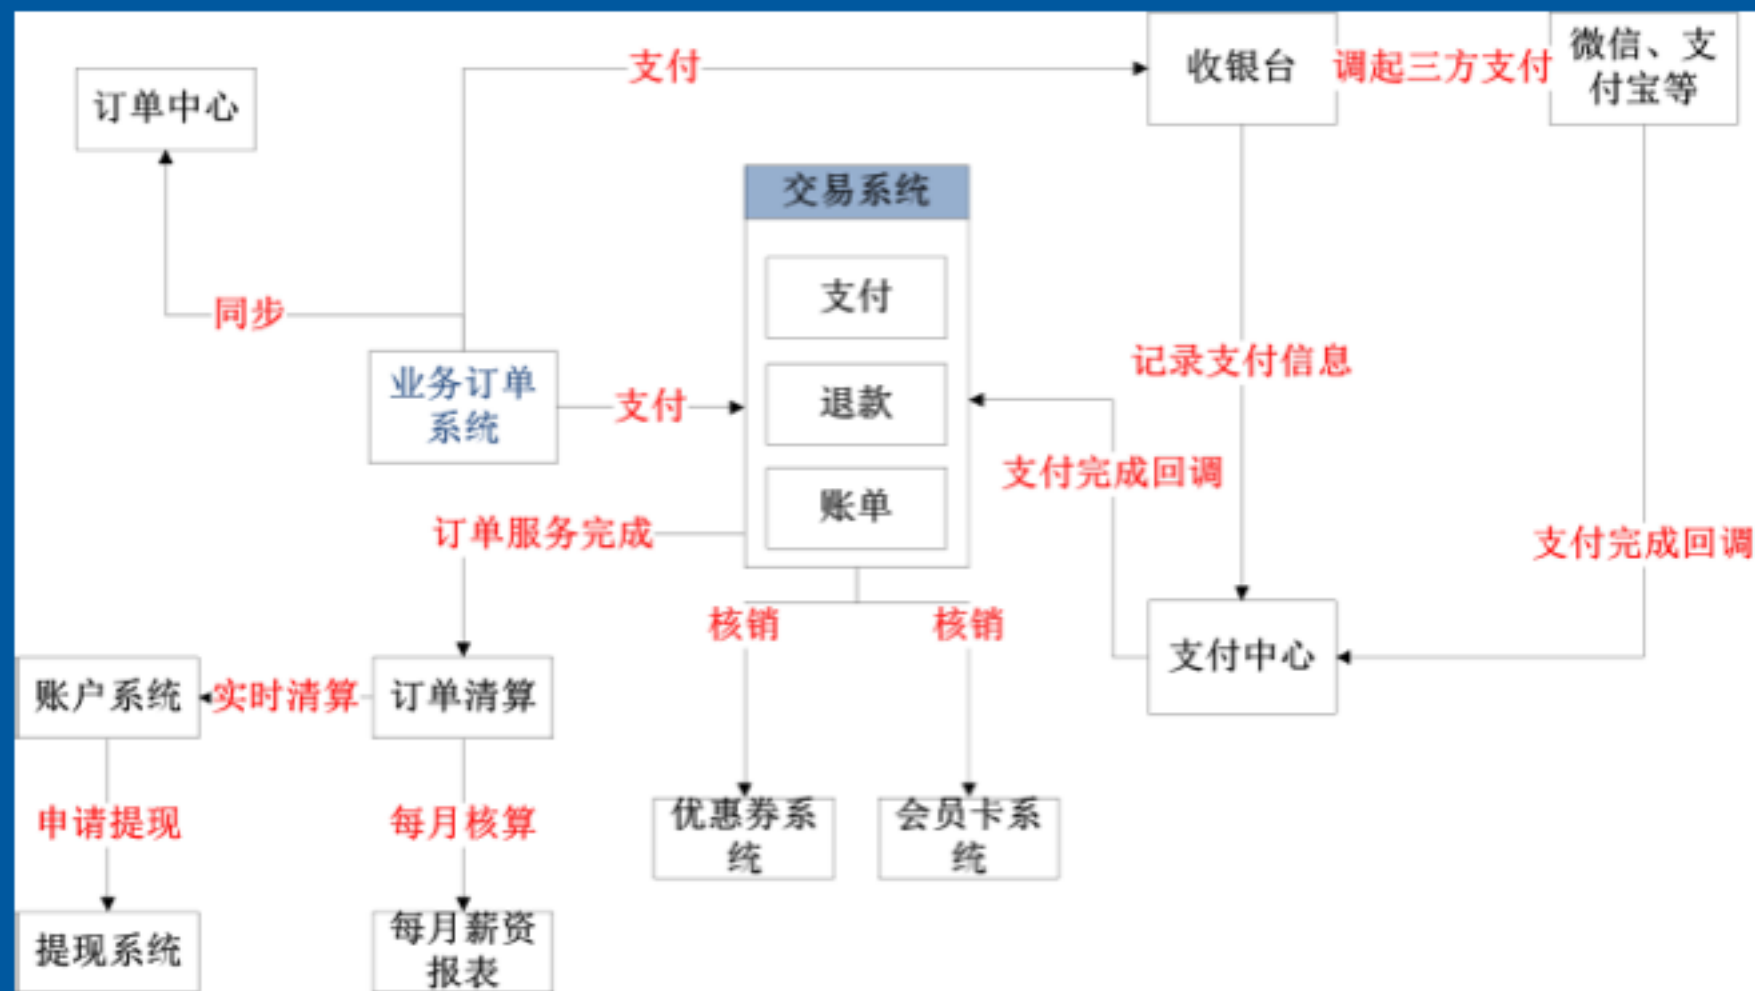 支付
收银台
调起三方支付
微信、支
付宝等
订单中心
交易系统
支付
同步
记录支付信息
业务订单
系统
支付
退款
支付完成回调
账单
订单服务完成
支付完成回调
核销
核销
支付中心
账户系统
实时清算
订单清算
申请提现
每月核算
优惠券系
统
会员卡系
统
提现系统
每月薪资
报表